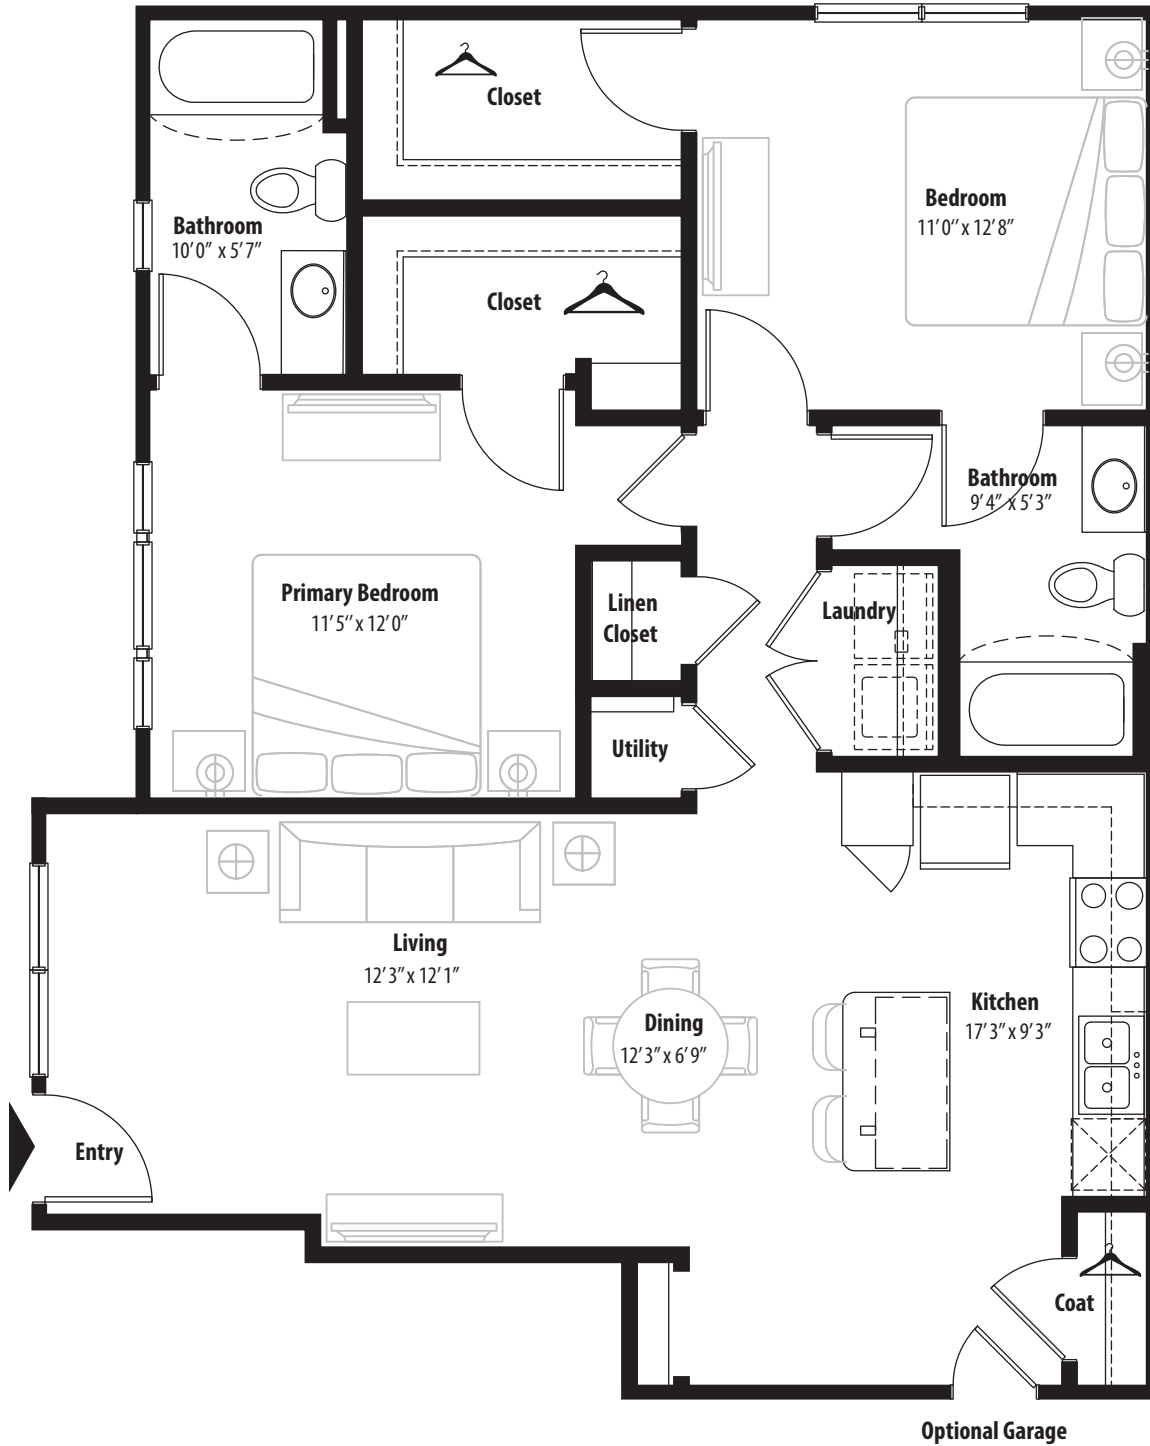 Closet
Bathroom
10'0" x 5'7"
Bedroom
11'0" x 12'8"
Closet
Bathroom
9'4" x 5'3"
Primary Bedroom
11'5" x 12'0"
Linen
Closet
Laundry
Utility
Living
12'3" x 12'1"
Dining
12'3" x 6'9"
Kitchen
17'3" x 9'3"
Entry
Coat
Optional Garage